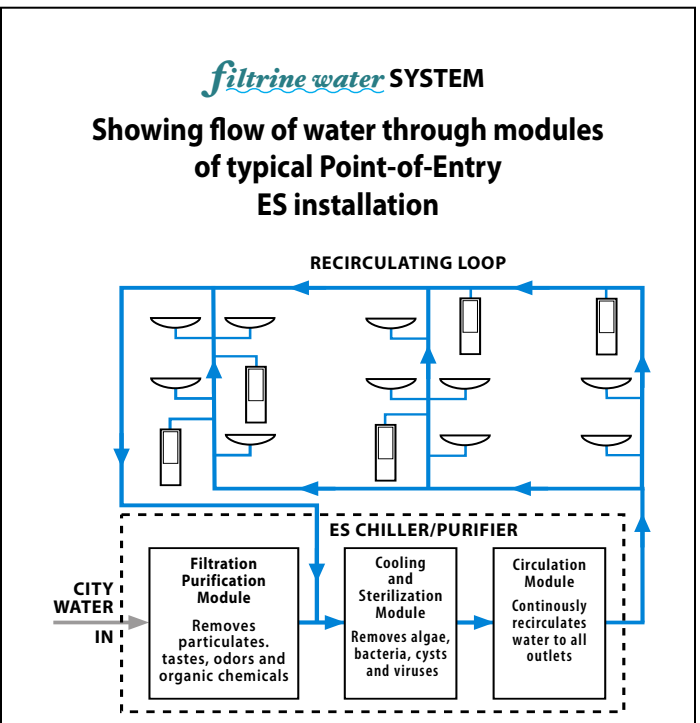 filtrine water SYSTEM
Showing flow of water through modules
of typical Point-of-Entry
ES installation
RECIRCULATING LOOP
ES CHILLER/PURIFIER
CITY
WATER
IN
Filtration
Purification
Module
Removes
particulates.
tastes, odors and
organic chemicals
Cooling
and
Sterilization
Module
Removes algae,
bacteria, cysts
and viruses
Circulation
Module
Continously
recirculates
water to all
outlets